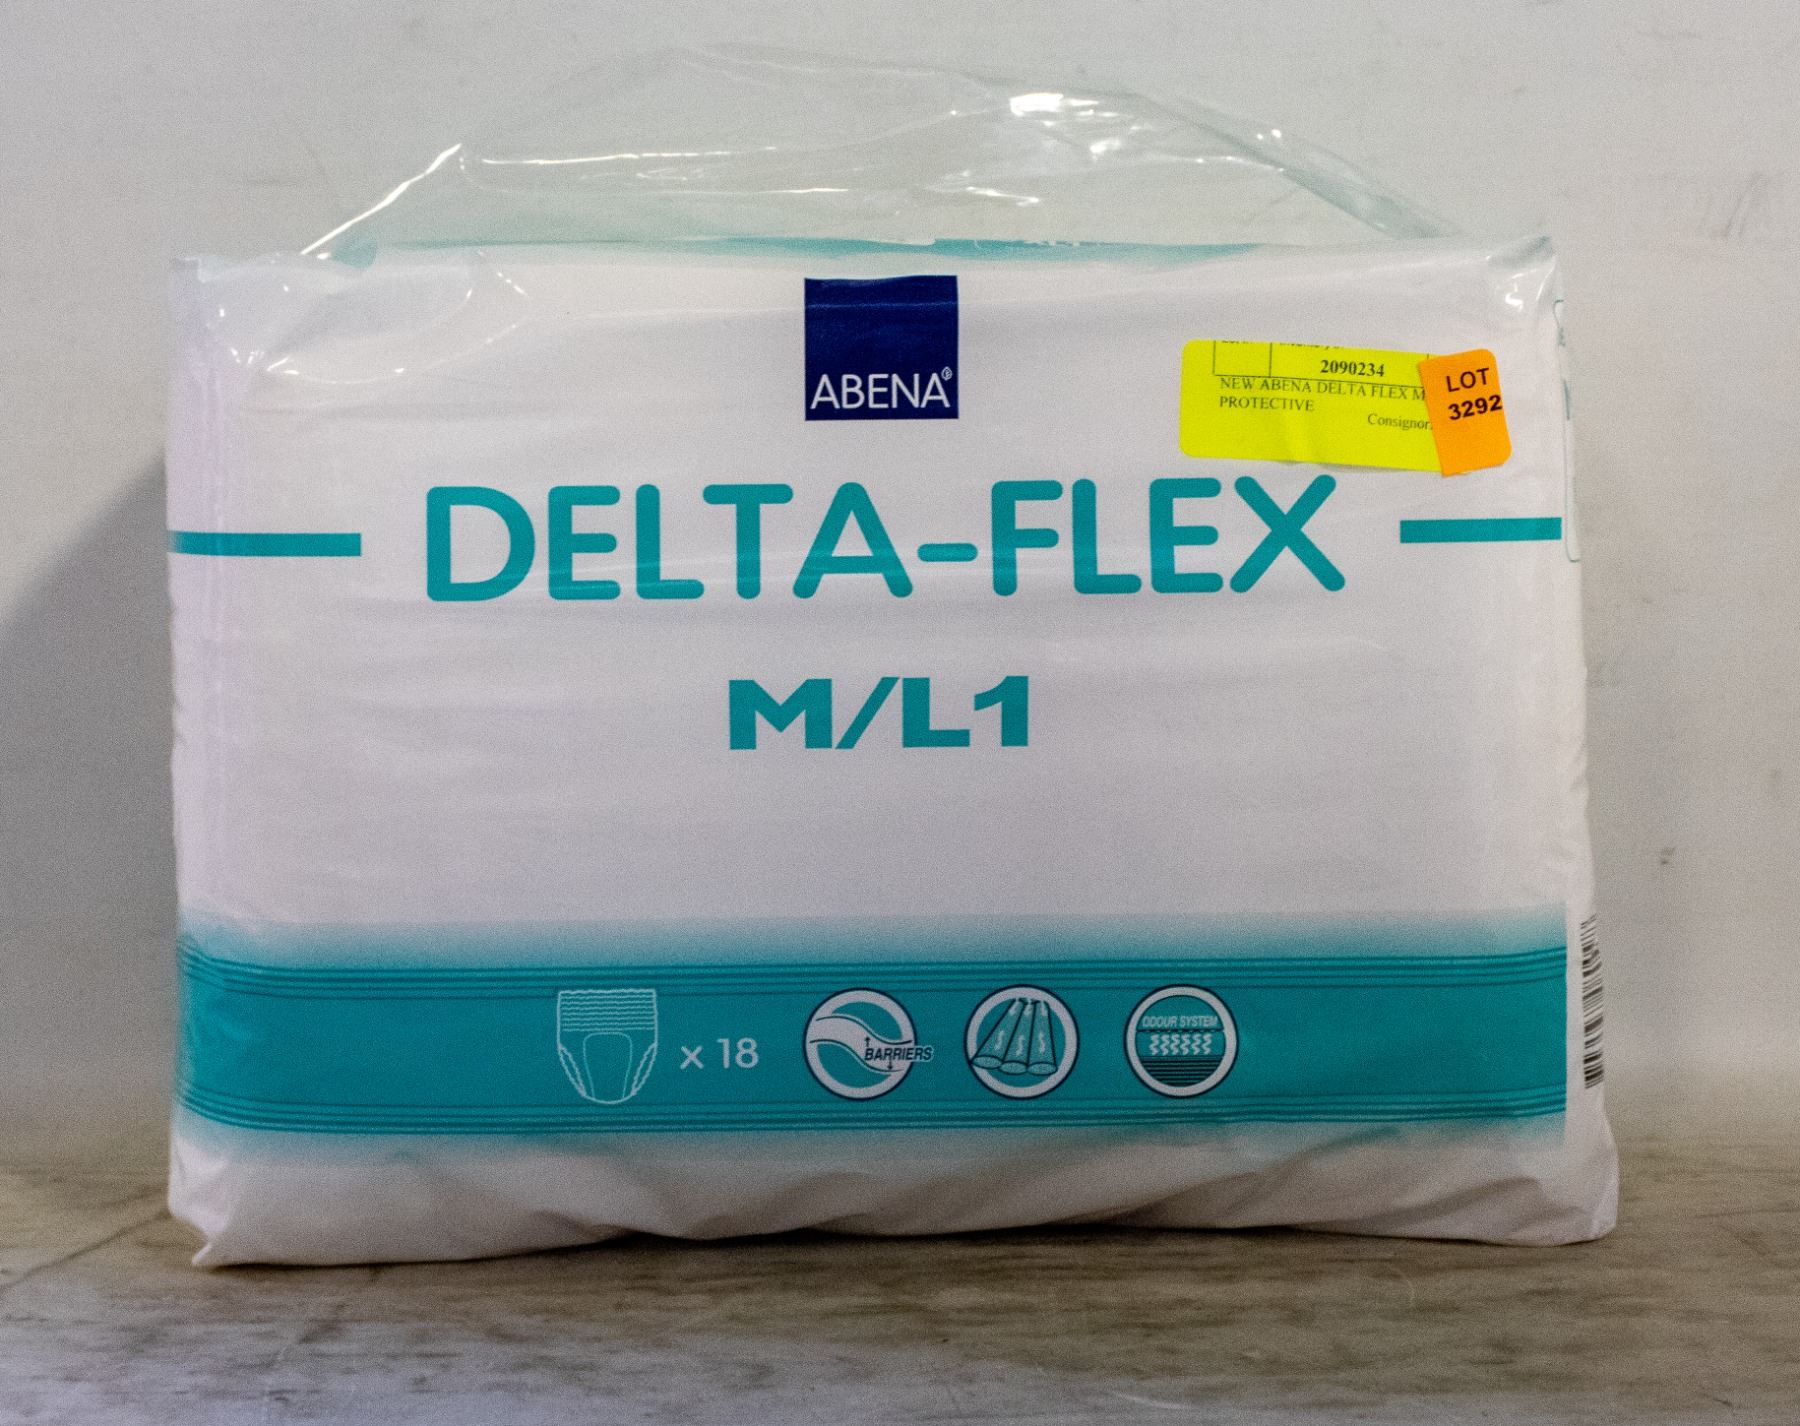 ABENA®
2090234
NEW ABENA DELTA FLEX M
PROTECTIVE
Consignor
LOT
3292
DELTA-FLEX
M/L1
x 18
BARRIERS
ODOUR SYSTEM